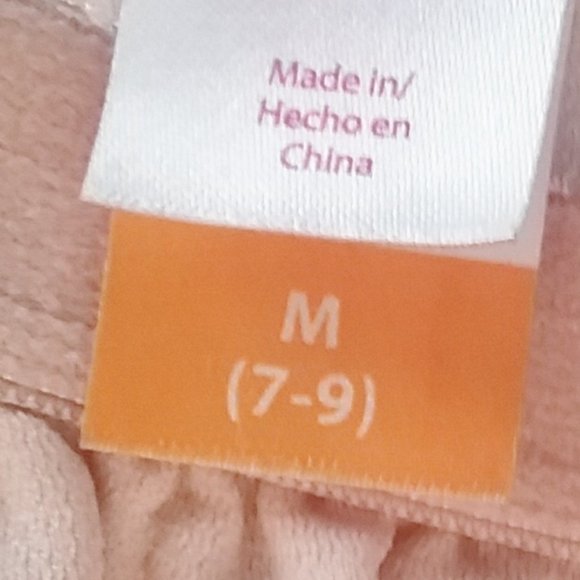 Made in/
Hecho en
China
M
(7-9)